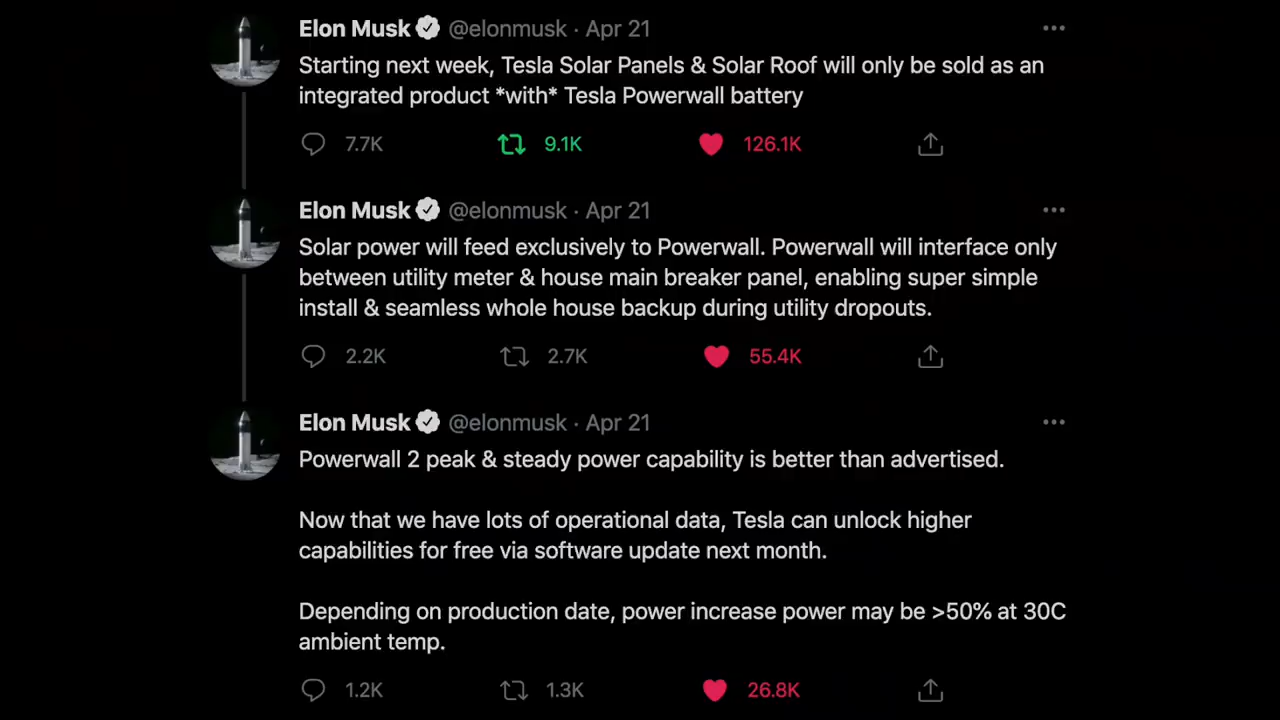 Elon Musk @elonmusk · Apr 21
Starting next week, Tesla Solar Panels & Solar Roof will only be sold as an
integrated product *with* Tesla Powerwall battery
7.7K 9.1K 126.1K
Elon Musk @elonmusk · Apr 21
Solar power will feed exclusively to Powerwall. Powerwall will interface only
between utility meter & house main breaker panel, enabling super simple
install & seamless whole house backup during utility dropouts.
2.2K 2.7K 55.4K
Elon Musk @elonmusk · Apr 21
Powerwall 2 peak & steady power capability is better than advertised.
Now that we have lots of operational data, Tesla can unlock higher
capabilities for free via software update next month.
Depending on production date, power increase power may be >50% at 30C
ambient temp.
1.2K 1.3K 26.8K